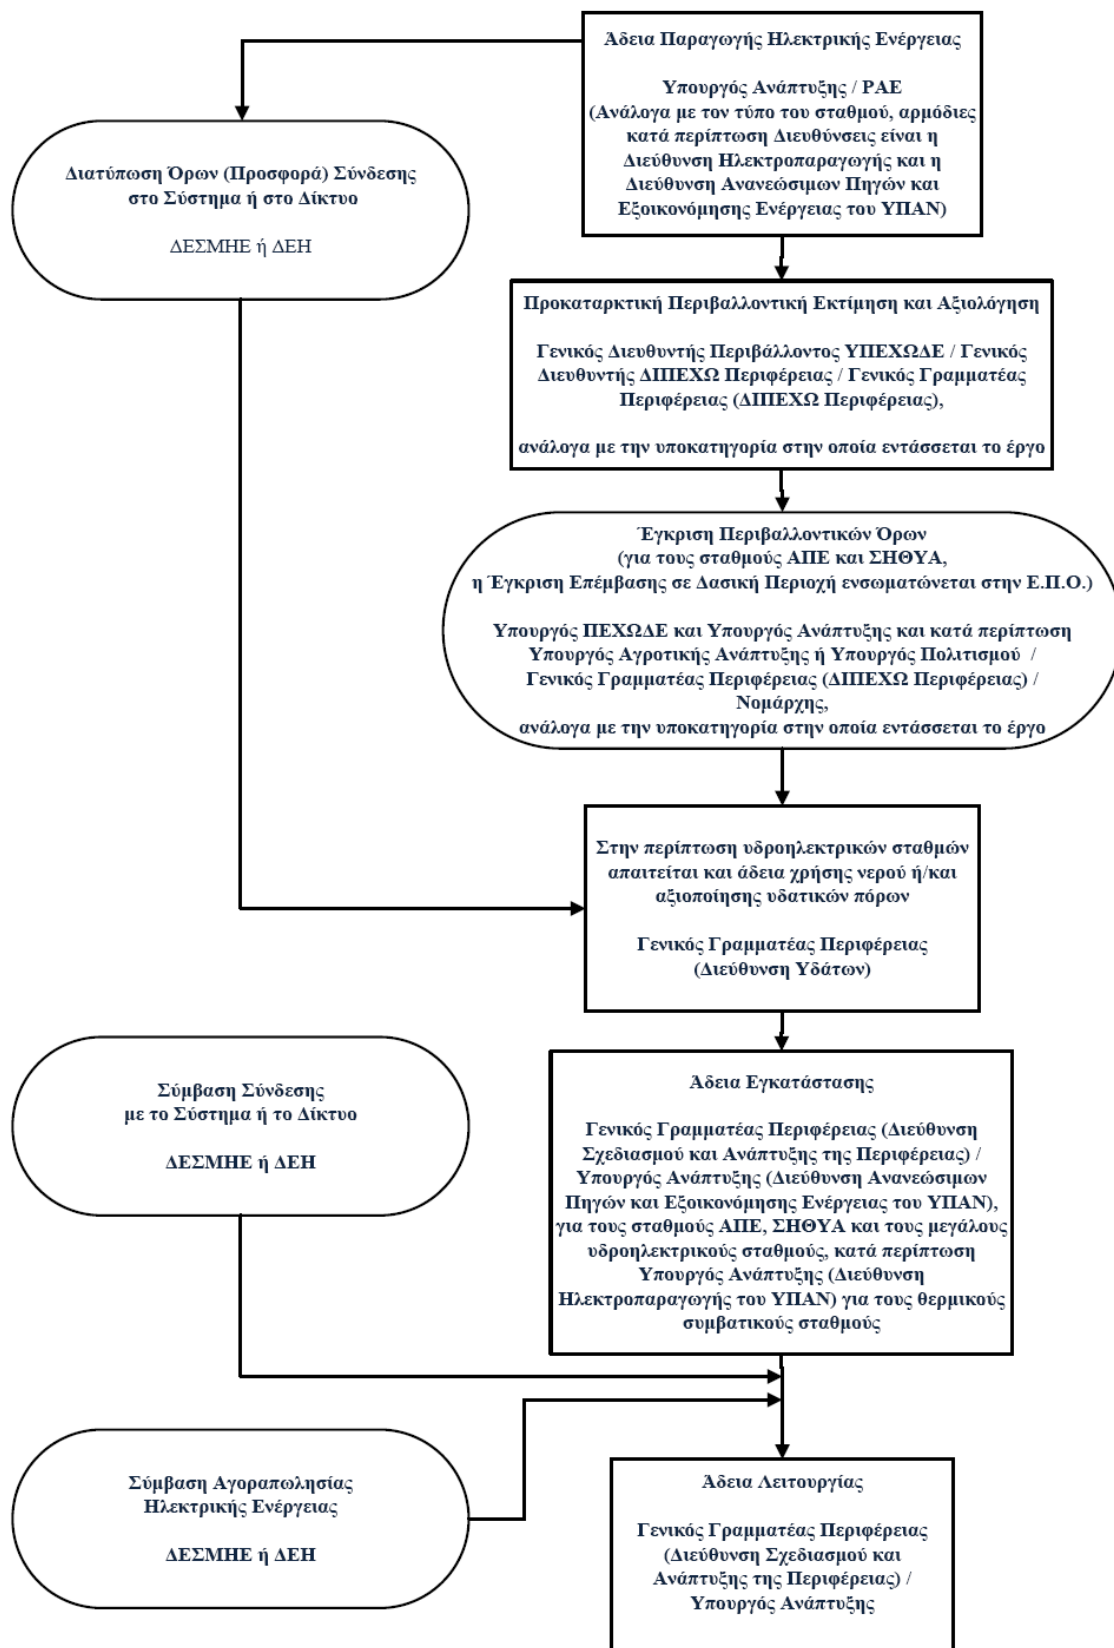 Άδεια Παραγωγής Ηλεκτρικής Ενέργειας
Υπουργός Ανάπτυξης / ΡΑΕ
(Ανάλογα με τον τύπο του σταθμού, αρμόδιες
κατά περίπτωση Διευθύνσεις είναι η
Διεύθυνση Ηλεκτροπαραγωγής και η
Διεύθυνση Ανανεώσιμων Πηγών και
Εξοικονόμησης Ενέργειας του ΥΠΑΝ)
Διατύπωση Όρων (Προσφορά) Σύνδεσης
στο Σύστημα ή στο Δίκτυο
ΔΕΣΜΗΕ ή ΔΕΗ
Προκαταρκτική Περιβαλλοντική Εκτίμηση και Αξιολόγηση
Γενικός Διευθυντής Περιβάλλοντος ΥΠΕΧΩΔΕ / Γενικός
Διευθυντής ΔΙΠΕΧΩ Περιφέρειας / Γενικός Γραμματέας
Περιφέρειας (ΔΙΠΕΧΩ Περιφέρειας),
ανάλογα με την υποκατηγορία στην οποία εντάσσεται το έργο
Έγκριση Περιβαλλοντικών Όρων
(για τους σταθμούς ΑΠΕ και ΣΗΘΥΑ,
η Έγκριση Επέμβασης σε Δασική Περιοχή ενσωματώνεται στην Ε.Π.Ο.)
Υπουργός ΠΕΧΩΔΕ και Υπουργός Ανάπτυξης και κατά περίπτωση
Υπουργός Αγροτικής Ανάπτυξης ή Υπουργός Πολιτισμού /
Γενικός Γραμματέας Περιφέρειας (ΔΙΠΕΧΩ Περιφέρειας) /
Νομάρχης,
ανάλογα με την υποκατηγορία στην οποία εντάσσεται το έργο
Στην περίπτωση υδροηλεκτρικών σταθμών
απαιτείται και άδεια χρήσης νερού ή/και
αξιοποίησης υδατικών πόρων
Γενικός Γραμματέας Περιφέρειας
(Διεύθυνση Υδάτων)
Σύμβαση Σύνδεσης
με το Σύστημα ή το Δίκτυο
ΔΕΣΜΗΕ ή ΔΕΗ
Άδεια Εγκατάστασης
Γενικός Γραμματέας Περιφέρειας (Διεύθυνση
Σχεδιασμού και Ανάπτυξης της Περιφέρειας) /
Υπουργός Ανάπτυξης (Διεύθυνση Ανανεώσιμων
Πηγών και Εξοικονόμησης Ενέργειας του ΥΠΑΝ),
για τους σταθμούς ΑΠΕ, ΣΗΘΥΑ και τους μεγάλους
υδροηλεκτρικούς σταθμούς, κατά περίπτωση
Υπουργός Ανάπτυξης (Διεύθυνση
Ηλεκτροπαραγωγής του ΥΠΑΝ) για τους θερμικούς
συμβατικούς σταθμούς
Σύμβαση Αγοραπωλησίας
Ηλεκτρικής Ενέργειας
ΔΕΣΜΗΕ ή ΔΕΗ
Άδεια Λειτουργίας
Γενικός Γραμματέας Περιφέρειας
(Διεύθυνση Σχεδιασμού και
Ανάπτυξης της Περιφέρειας) /
Υπουργός Ανάπτυξης